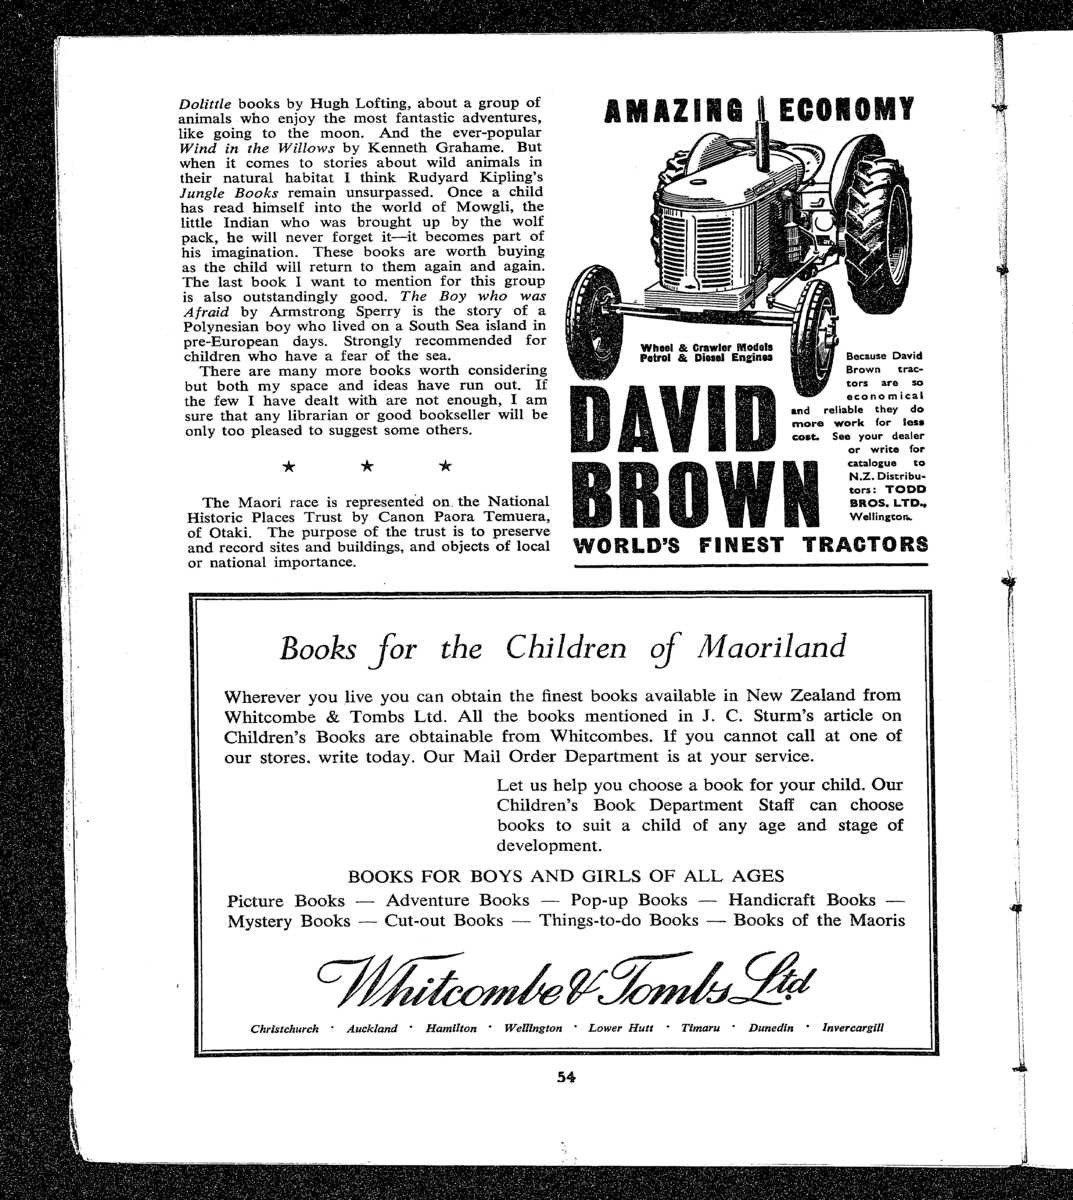 Dolittle books by Hugh Lofting, about a group of
animals who enjoy the most fantastic adventures,
like going to the moon. And the ever-popular
Wind in the Willows by Kenneth Grahame. But
when it comes to stories about wild animals in
their natural habitat I think Rudyard Kipling's
Jungle Books remain unsurpassed. Once a child
has read himself into the world of Mowgli, the
little Indian who was brought up by the wolf
pack, he will never forget it—it becomes part of
his imagination. These books are worth buying
as the child will return to them again and again.
The last book I want to mention for this group
is also outstandingly good. The Boy who was
Afraid by Armstrong Sperry is the story of a
Polynesian boy who lived on a South Sea island in
pre-European days. Strongly recommended for
children who have a fear of the sea.
There are many more books worth considering
but both my space and ideas have run out. If
the few I have dealt with are not enough, I am
sure that any librarian or good bookseller will be
only too pleased to suggest some others.
★ ★ ★
The Maori race is represented on the National
Historic Places Trust by Canon Paora Temuera,
of Otaki. The purpose of the trust is to preserve
and record sites and buildings, and objects of local
or national importance.
AMAZING ECONOMY
Wheel & Crawler Models
Petrol & Diesel Engines
DAVID
BROWN
Because David
Brown trac-
tors are so
economical
and reliable they do
more work for less
cost. See your dealer
or write for
catalogue to
N.Z. Distribu-
tors: TODD
BROS. LTD.,
Wellington.
WORLD'S FINEST TRACTORS
Books for the Children of Maoriland
Wherever you live you can obtain the finest books available in New Zealand from
Whitcombe & Tombs Ltd. All the books mentioned in J. C. Sturm's article on
Children's Books are obtainable from Whitcombes. If you cannot call at one of
our stores, write today. Our Mail Order Department is at your service.
Let us help you choose a book for your child. Our
Children's Book Department Staff can choose
books to suit a child of any age and stage of
development.
BOOKS FOR BOYS AND GIRLS OF ALL AGES
Picture Books — Adventure Books — Pop-up Books — Handicraft Books —
Mystery Books — Cut-out Books — Things-to-do Books — Books of the Maoris
Whitcombe & Tombs Ltd
Christchurch · Auckland · Hamilton · Wellington · Lower Hutt · Timaru · Dunedin · Invercargill
54